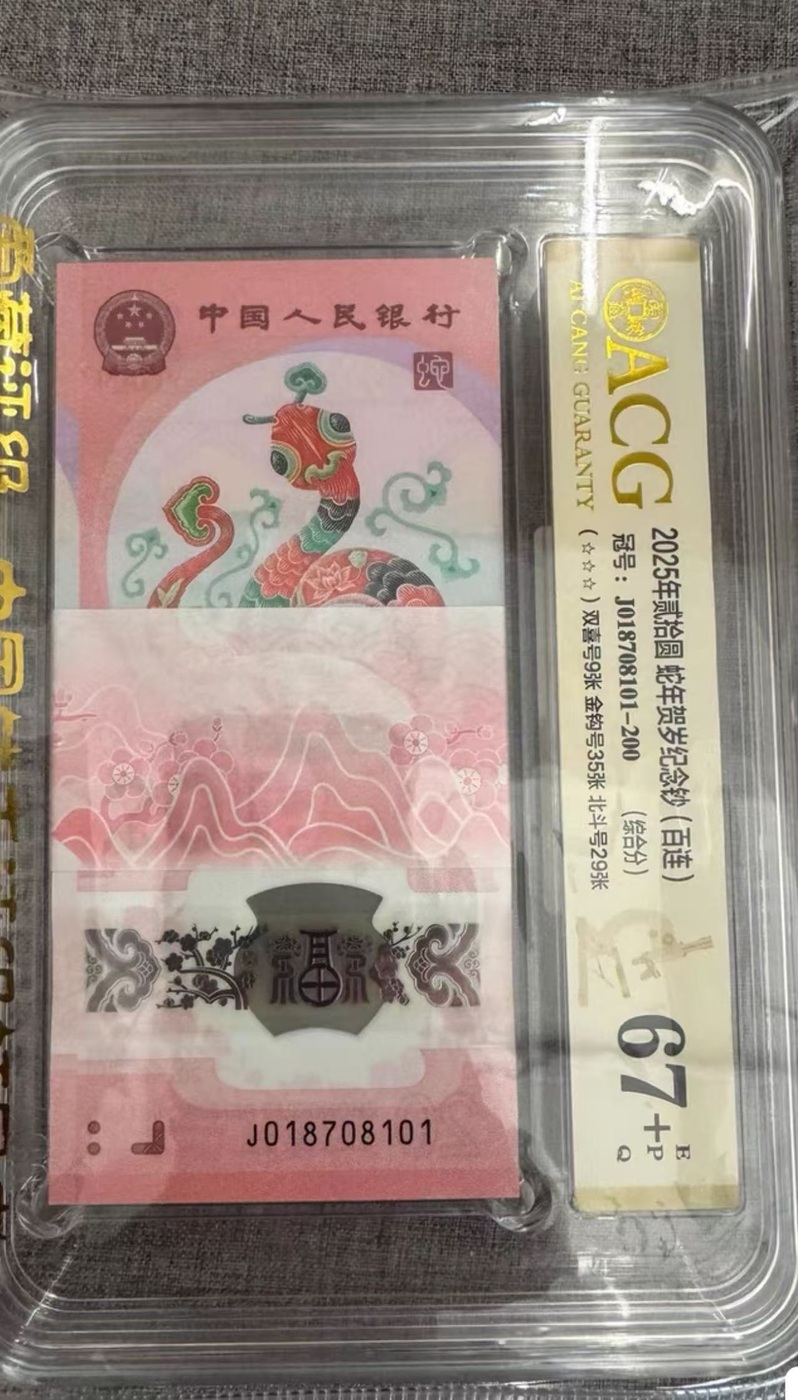 中国人民银行
蛇
福
J018708101
ACG
AI CANG GUARANTY
2025年贰拾圆 蛇年贺岁纪念钞(百连)
冠号:J018708101-200 (综合分)
(☆☆☆)双喜号9张 金钩号35张 北斗号29张
67+
E
P
Q